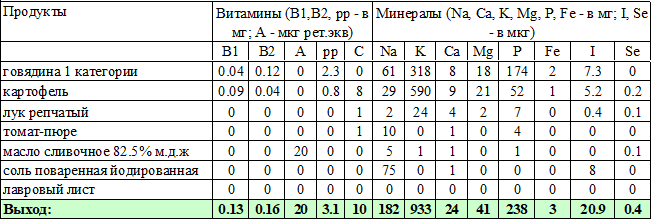 Продукты Витамины (B1,B2, pp - в Минералы (Na, Ca, K, Mg, P, Fe - в мг; I, Se
мг; А - мкг рет.экв) - в мкг)
B1 B2 A pp C Na K Ca Mg P Fe I Se
говядина 1 категории 0.04 0.12 0 2.3 0 61 318 8 18 174 2 7.3 0
картофель 0.09 0.04 0 0.8 8 29 590 9 21 52 1 5.2 0.2
лук репчатый 0 0 0 0 1 2 24 4 2 7 0 0.4 0.1
томат-пюре 0 0 0 0 1 10 0 1 0 4 0 0 0
масло сливочное 82.5% м.д.ж 0 0 20 0 0 5 1 1 0 1 0 0 0.1
соль поваренная йодированная 0 0 0 0 0 75 0 1 0 0 0 8 0
лавровый лист 0 0 0 0 0 0 0 0 0 0 0 0 0
Выход: 0.13 0.16 20 3.1 10 182 933 24 41 238 3 20.9 0.4